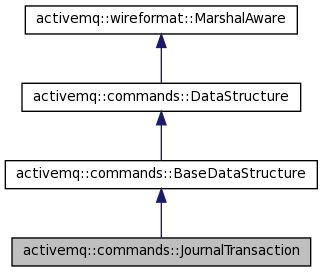 activemq::wireformat::MarshalAware
activemq::commands::DataStructure
activemq::commands::BaseDataStructure
activemq::commands::JournalTransaction